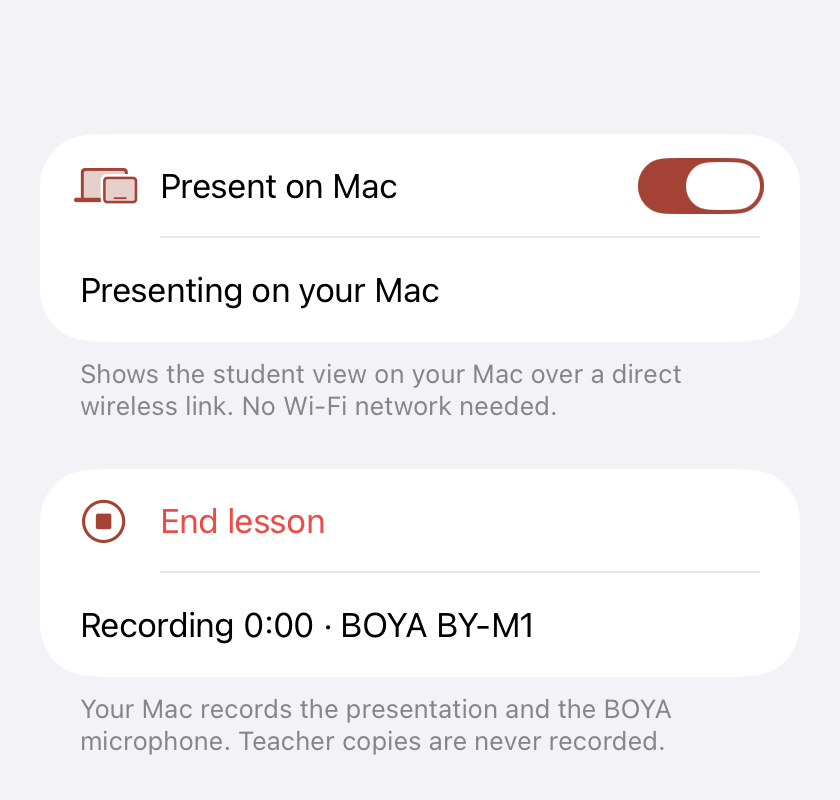 Present on Mac
Presenting on your Mac
Shows the student view on your Mac over a direct
wireless link. No Wi-Fi network needed.
End lesson
Recording 0:00 · BOYA BY-M1
Your Mac records the presentation and the BOYA
microphone. Teacher copies are never recorded.